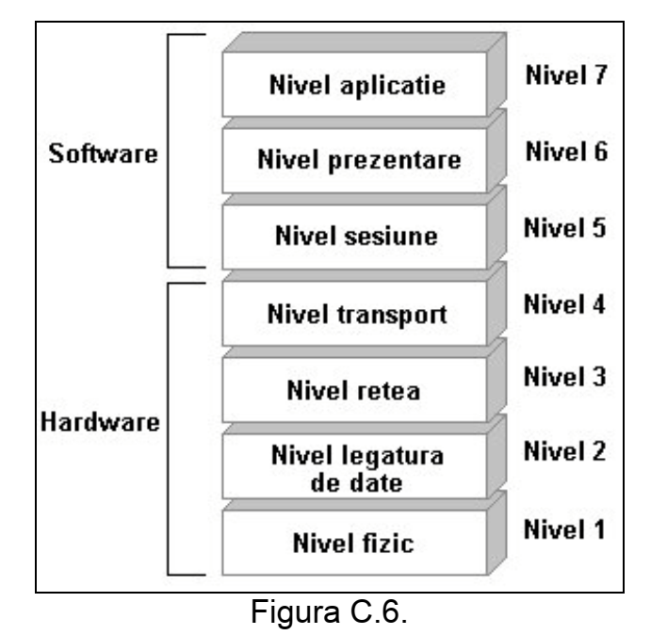 Nivel aplicatie Nivel 7
Software Nivel prezentare Nivel 6
Nivel sesiune Nivel 5
Nivel transport Nivel 4
Nivel retea Nivel 3
Hardware
Nivel legatura Nivel 2
de date
Nivel fizic Nivel 1
Figura C.6.